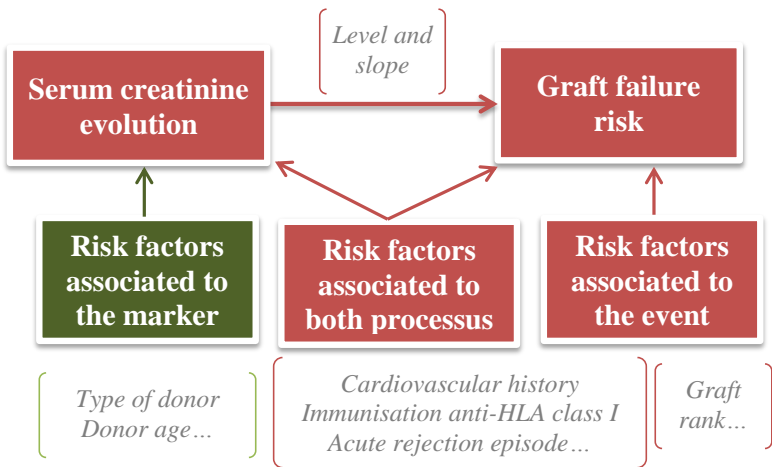 Level and
slope
Serum creatinine
evolution
Graft failure
risk
Risk factors
associated to
the marker
Risk factors
associated to
both processus
Risk factors
associated to
the event
Type of donor
Donor age…
Cardiovascular history
Immunisation anti-HLA class I
Acute rejection episode…
Graft
rank…